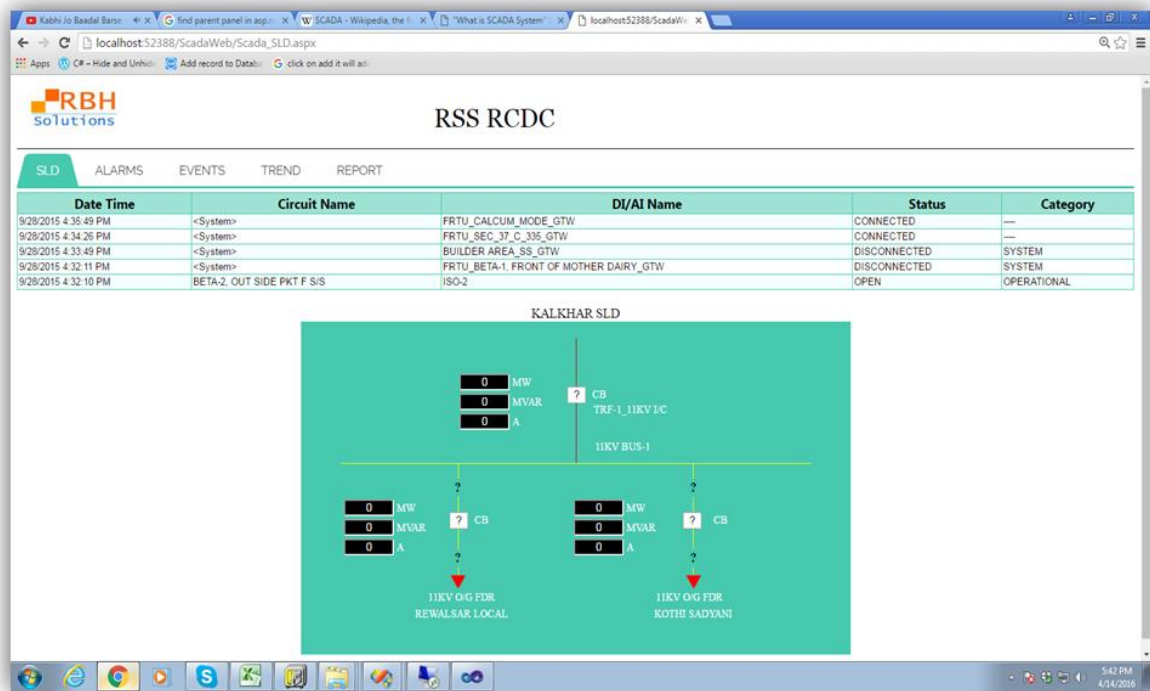 Kabhi Jo Baadal Barse
find parent panel in asp.n
SCADA - Wikipedia, the f
"What is SCADA System"
localhost:52388/ScadaWe
localhost:52388/ScadaWeb/Scada_SLD.aspx
Apps C# – Hide and Unhid Add record to Databa click on add it will ad
RBH
Solutions
RSS RCDC
SLD ALARMS EVENTS TREND REPORT
Date Time Circuit Name DI/AI Name Status Category
9/28/2015 4:35:49 PM <System> FRTU_CALCUM_MODE_GTW CONNECTED ---
9/28/2015 4:34:26 PM <System> FRTU_SEC_37_C_335_GTW CONNECTED ---
9/28/2015 4:33:49 PM <System> BUILDER AREA_SS_GTW DISCONNECTED SYSTEM
9/28/2015 4:32:11 PM <System> FRTU_BETA-1, FRONT OF MOTHER DAIRY_GTW DISCONNECTED SYSTEM
9/28/2015 4:32:10 PM BETA-2, OUT SIDE PKT F S/S ISO-2 OPEN OPERATIONAL
KALKHAR SLD
0 MW
? CB
0 MVAR
TRF-1_11KV I/C
0 A
11KV BUS-1
? ?
0 MW 0 MW
0 MVAR ? CB 0 MVAR ? CB
0 A 0 A
? ?
11KV O/G FDR 11KV O/G FDR
REWALSAR LOCAL KOTHI SADYANI
5:42 PM
4/14/2016